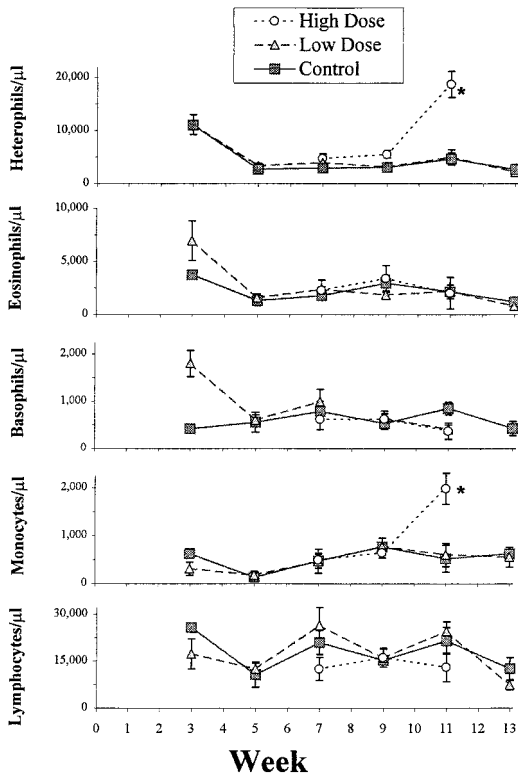 High Dose
Low Dose
Control
Heterophils/µl
20,000
10,000
0
*
Eosinophils/µl
10,000
5,000
0
Basophils/µl
2,000
1,000
0
Monocytes/µl
2,000
1,000
0
*
Lymphocytes/µl
30,000
15,000
0
0 1 2 3 4 5 6 7 8 9 10 11 12 13
Week